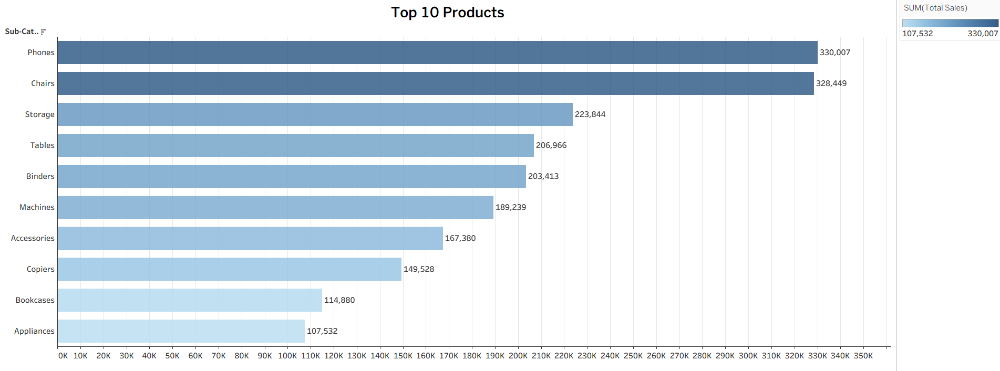 Top 10 Products
SUM(Total Sales)
107,532 330,007
Sub-Cat..
Phones 330,007
Chairs 328,449
Storage 223,844
Tables 206,966
Binders 203,413
Machines 189,239
Accessories 167,380
Copiers 149,528
Bookcases 114,880
Appliances 107,532
0K 10K 20K 30K 40K 50K 60K 70K 80K 90K 100K 110K 120K 130K 140K 150K 160K 170K 180K 190K 200K 210K 220K 230K 240K 250K 260K 270K 280K 290K 300K 310K 320K 330K 340K 350K